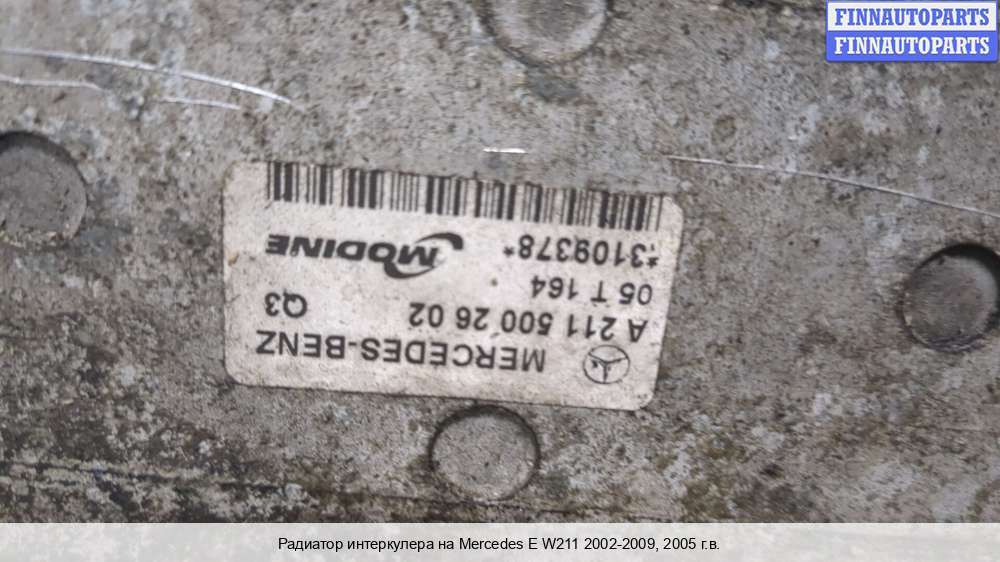 FINNAUTOPARTS
FINNAUTOPARTS
MERCEDES-BENZ
A 211 500 26 02 Q3
05 T 164
*3109378* MODINE
Радиатор интеркулера на Mercedes E W211 2002-2009, 2005 г.в.